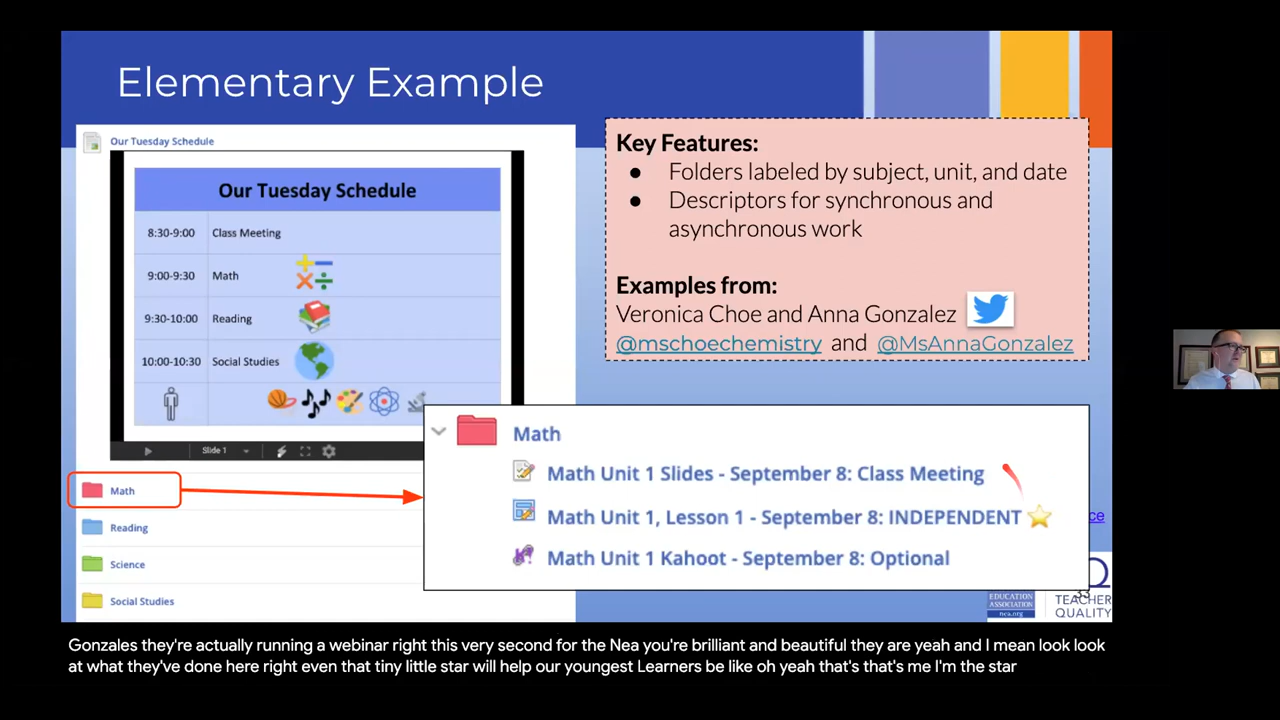 Elementary Example
Our Tuesday Schedule
Our Tuesday Schedule
8:30-9:00 Class Meeting
9:00-9:30 Math
9:30-10:00 Reading
10:00-10:30 Social Studies
Slide 1
Math
Reading
Science
Social Studies
Key Features:
● Folders labeled by subject, unit, and date
● Descriptors for synchronous and
asynchronous work
Examples from:
Veronica Choe and Anna Gonzalez
@mschoechemistry and @MsAnnaGonzalez
Math
Math Unit 1 Slides - September 8: Class Meeting
Math Unit 1, Lesson 1 - September 8: INDEPENDENT
Math Unit 1 Kahoot - September 8: Optional
ce
33
EDUCATION
ASSOCIATION
nea.org
TEACHER
QUALITY
Gonzales they're actually running a webinar right this very second for the Nea you're brilliant and beautiful they are yeah and I mean look look
at what they've done here right even that tiny little star will help our youngest Learners be like oh yeah that's that's me I'm the star